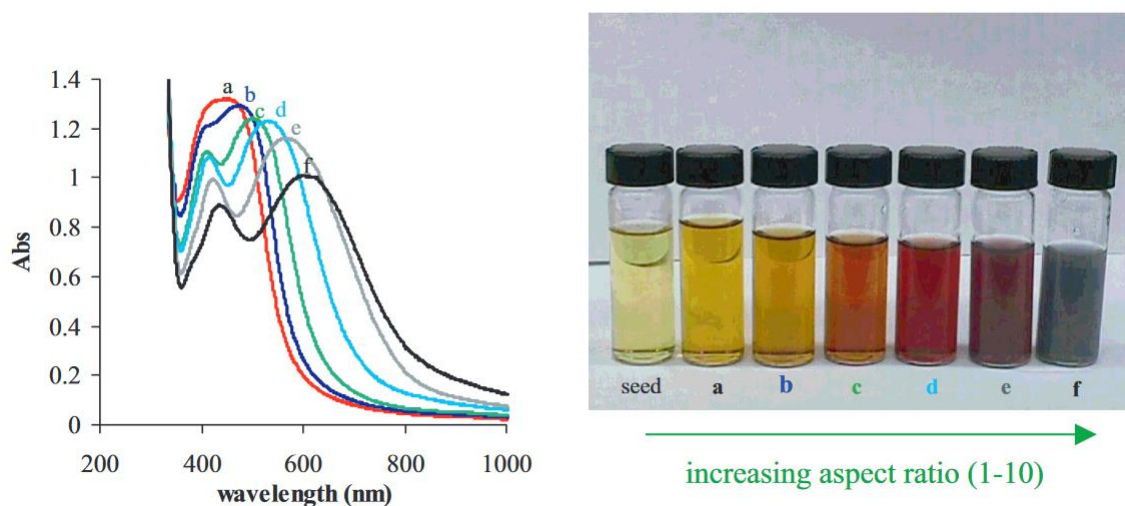 1.4
1.2
1
0.8
0.6
0.4
0.2
0
Abs
a
b
c
d
e
f
200 400 600 800 1000
wavelength (nm)
seed a b c d e f
increasing aspect ratio (1-10)